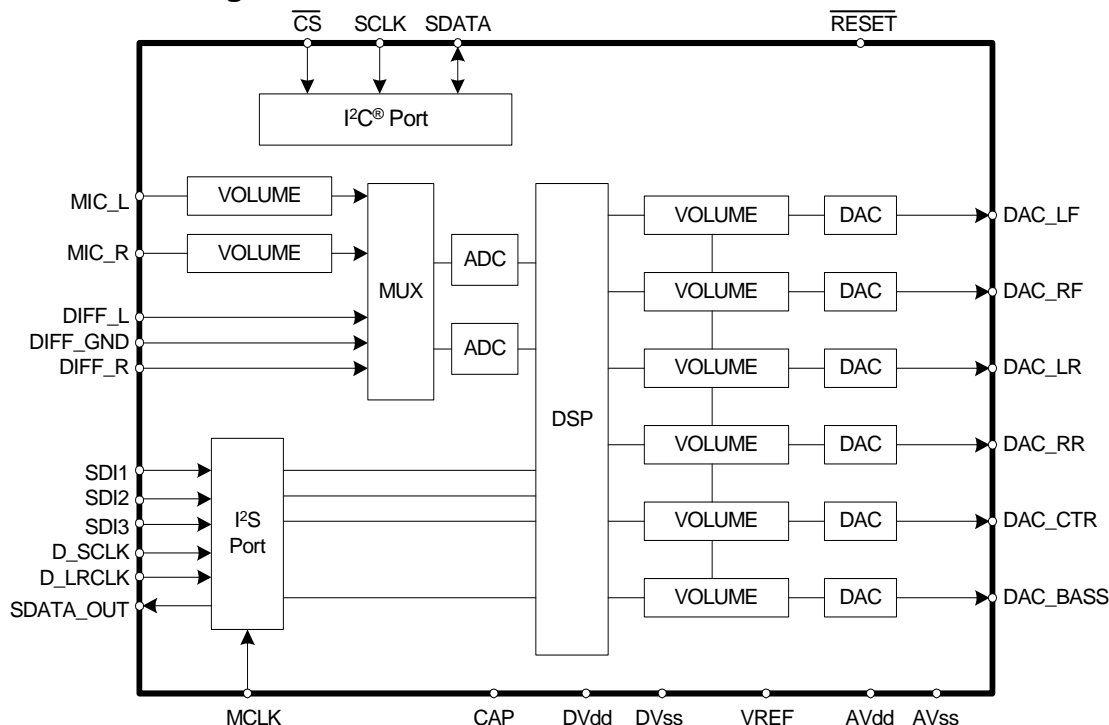 CS SCLK SDATA RESET
I²C® Port
MIC_L VOLUME VOLUME DAC DAC_LF
MIC_R VOLUME ADC
MUX VOLUME DAC DAC_RF
DIFF_L
DIFF_GND ADC
DIFF_R VOLUME DAC DAC_LR
DSP
VOLUME DAC DAC_RR
SDI1
SDI2
SDI3 I²S VOLUME DAC DAC_CTR
D_SCLK Port
D_LRCLK
SDATA_OUT VOLUME DAC DAC_BASS
MCLK CAP DVdd DVss VREF AVdd AVss